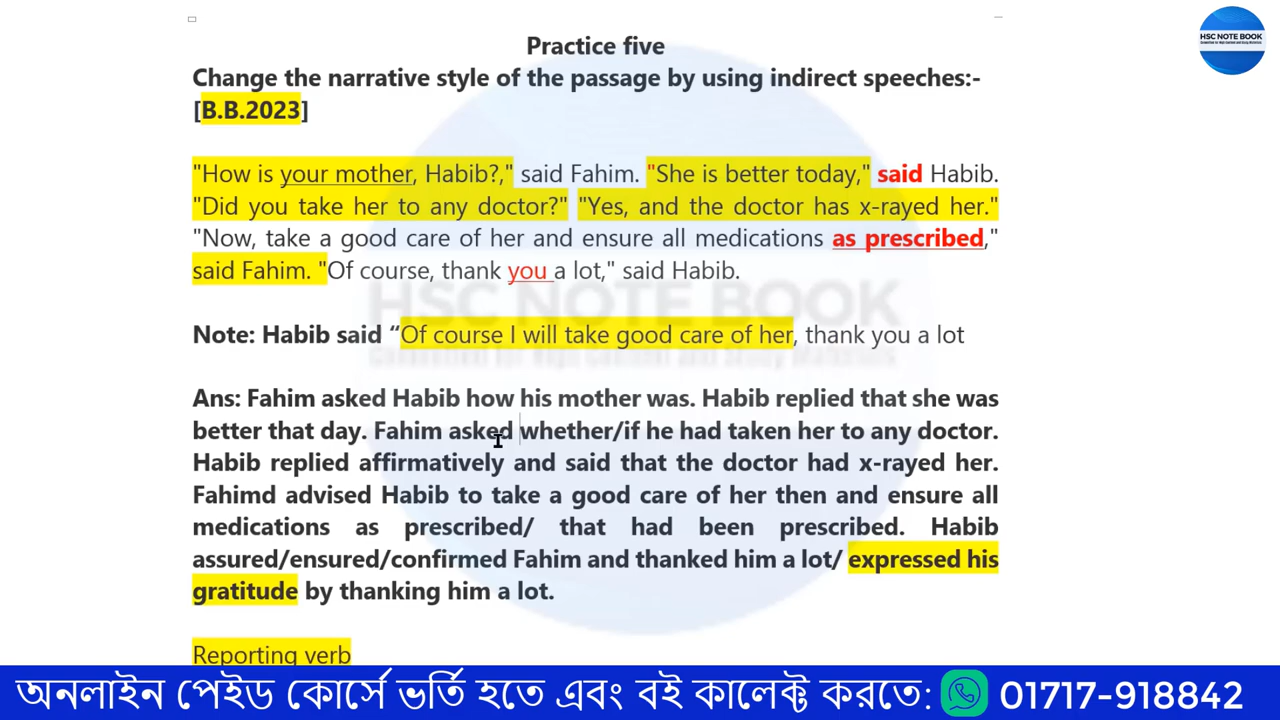 HSC NOTE BOOK
Practice five
Change the narrative style of the passage by using indirect speeches:-
[B.B.2023]
"How is your mother, Habib?," said Fahim. "She is better today," said Habib.
"Did you take her to any doctor?" "Yes, and the doctor has x-rayed her."
"Now, take a good care of her and ensure all medications as prescribed,"
said Fahim. "Of course, thank you a lot," said Habib.
HSC NOTE BOOK
Note: Habib said “Of course I will take good care of her, thank you a lot
Ans: Fahim asked Habib how his mother was. Habib replied that she was
better that day. Fahim asked whether/if he had taken her to any doctor.
Habib replied affirmatively and said that the doctor had x-rayed her.
Fahimd advised Habib to take a good care of her then and ensure all
medications as prescribed/ that had been prescribed. Habib
assured/ensured/confirmed Fahim and thanked him a lot/ expressed his
gratitude by thanking him a lot.
Reporting verb
অনলাইন পেইড কোর্সে ভর্তি হতে এবং বই কালেক্ট করতে: 01717-918842